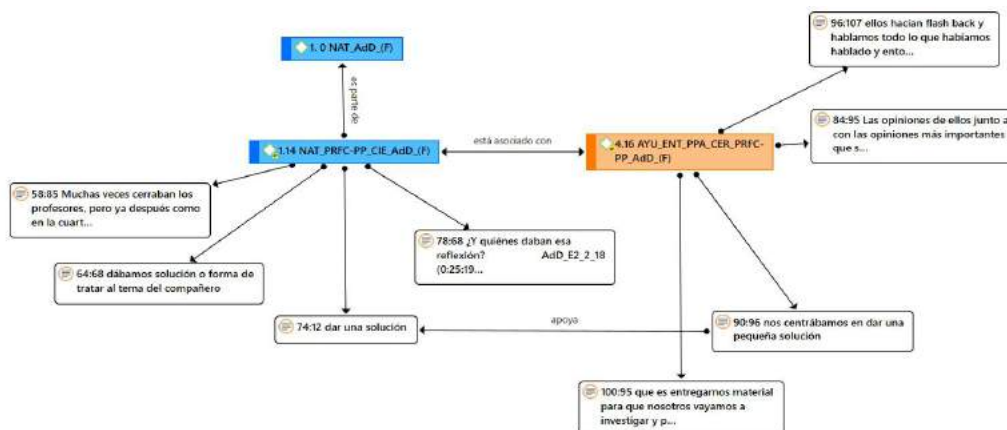 1. 0 NAT_AdD_(F)
96:107 ellos hacían flash back y
hablamos todo lo que habíamos
hablado y ento...
es parte de
84:95 Las opiniones de ellos junto a
con las opiniones más importantes
que s...
1.14 NAT_PRFC-PP_CIE_AdD_(F)
está asociado con
4.16 AYU_ENT_PPA_CER_PRFC-
PP_AdD_(F)
58:85 Muchas veces cerraban los
profesores, pero ya después como
en la cuart...
78:68 ¿Y quiénes daban esa
reflexión? AdD_E2_2_18
(0:25:19...
64:68 dábamos solución o forma de
tratar al tema del compañero
74:12 dar una solución
apoya
90:96 nos centrábamos en dar una
pequeña solución
100:95 que es entregarnos material
para que nosotros vayamos a
investigar y p...